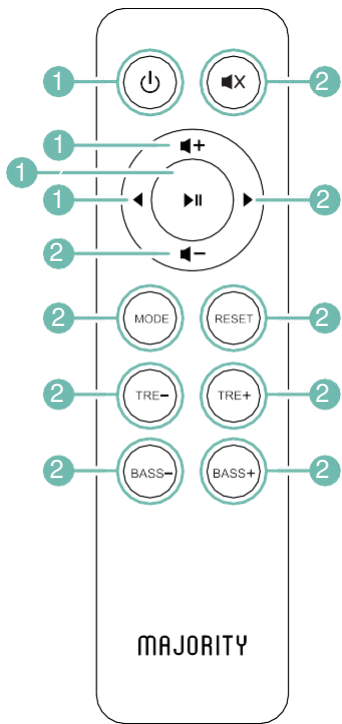 1 2
1
1
1 2
2
2 MODE RESET 2
2 TRE- TRE+ 2
2 BASS- BASS+ 2
MAJORITY